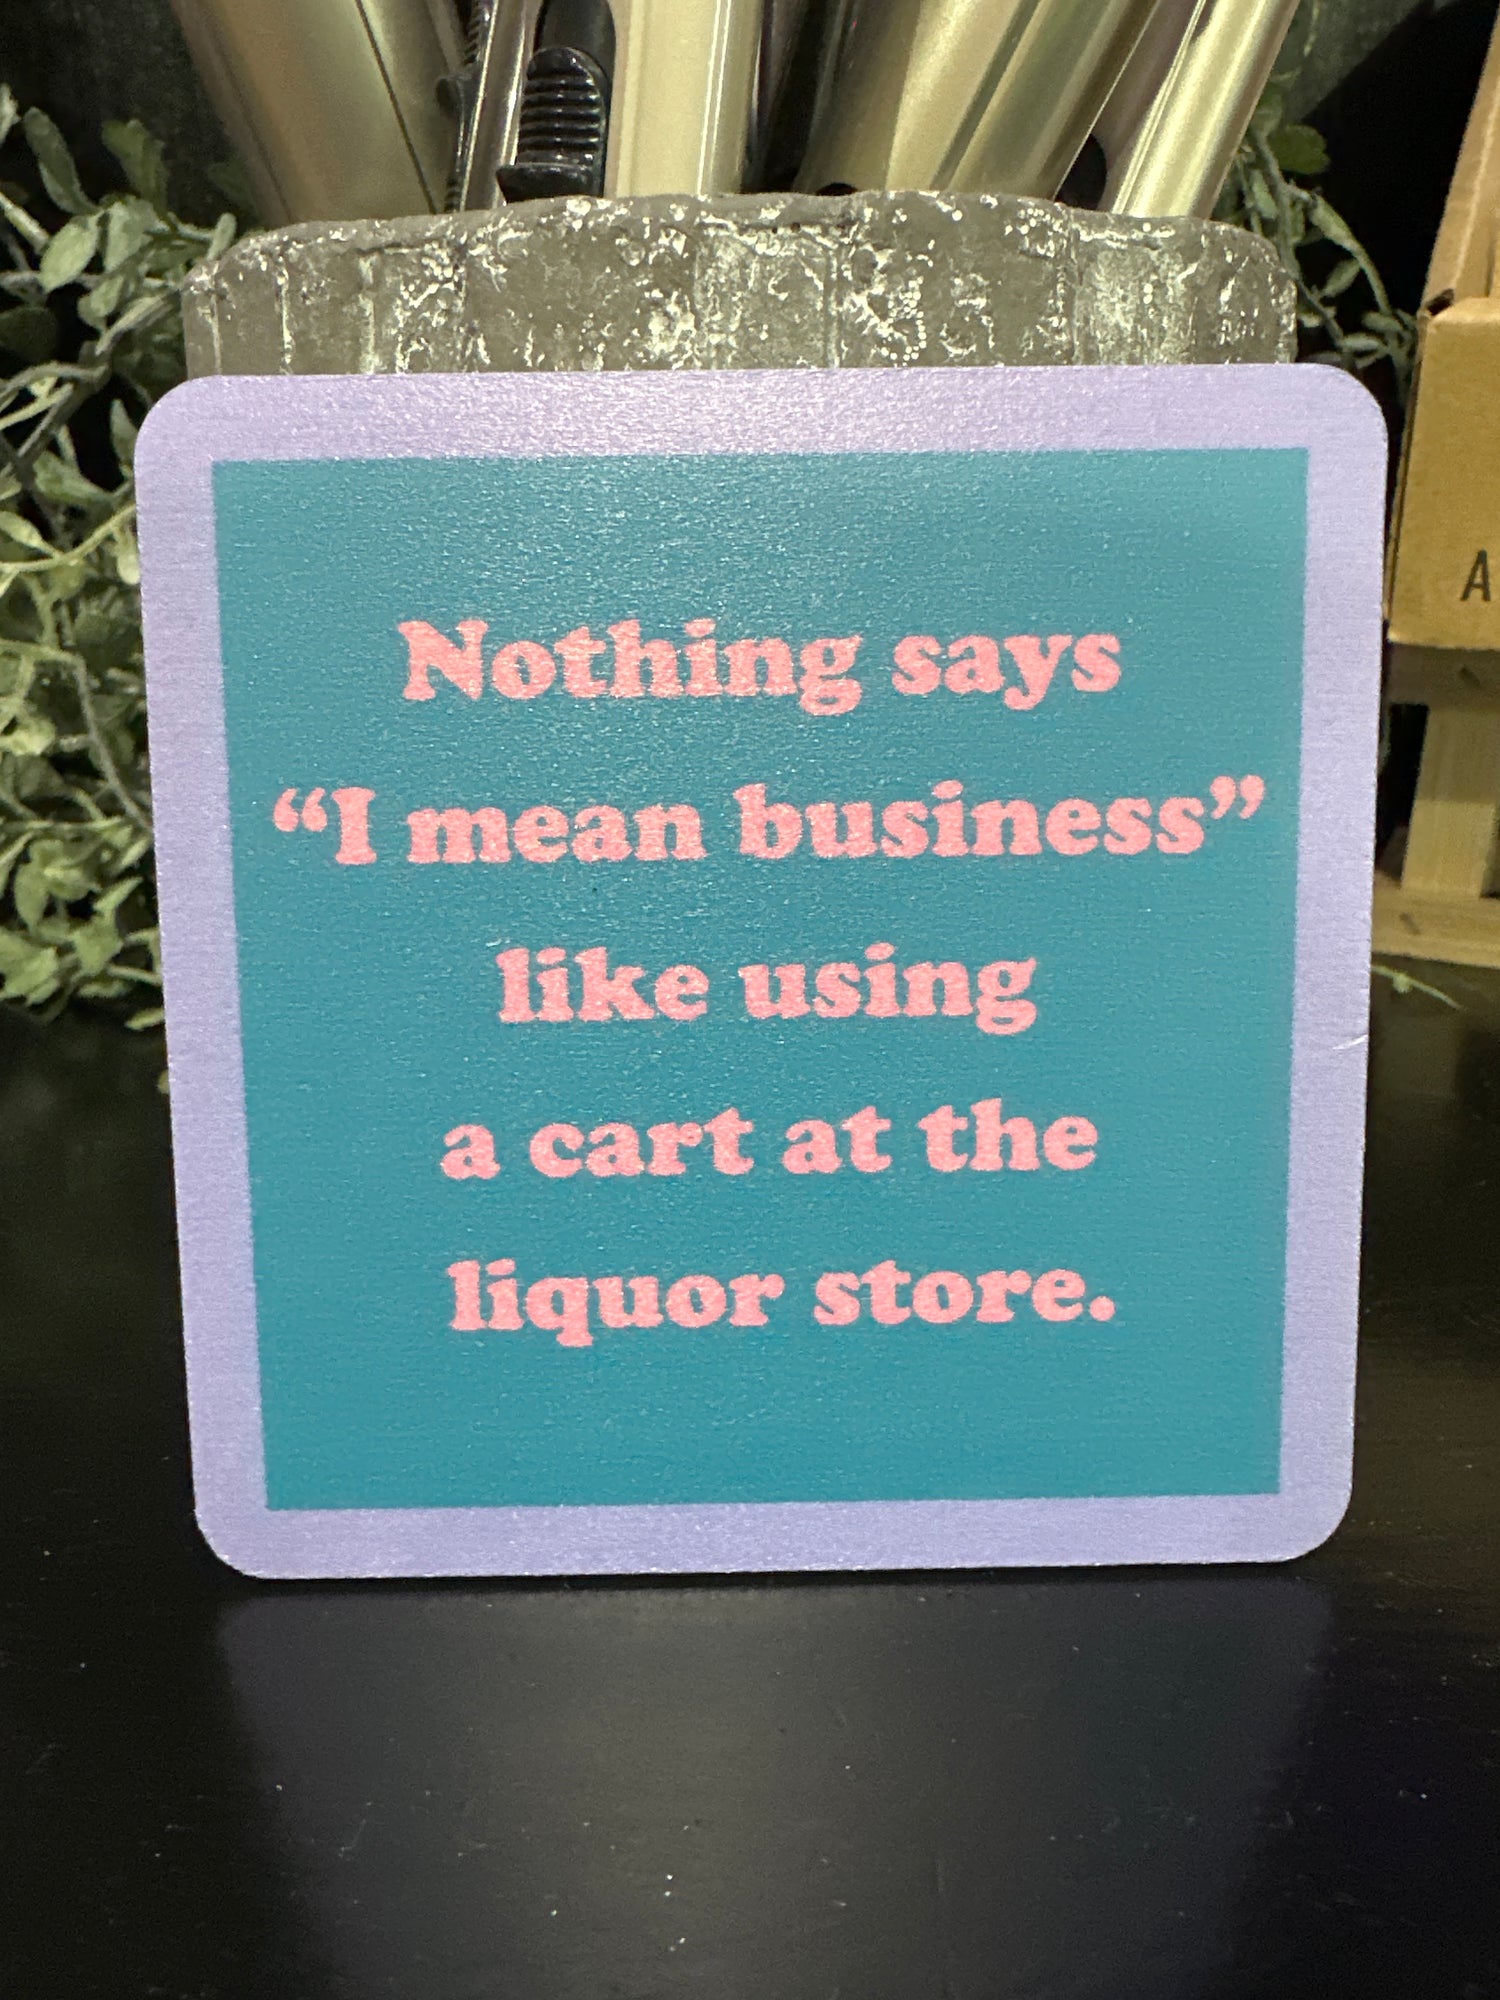 Nothing says
“I mean business”
like using
a cart at the
liquor store.
A